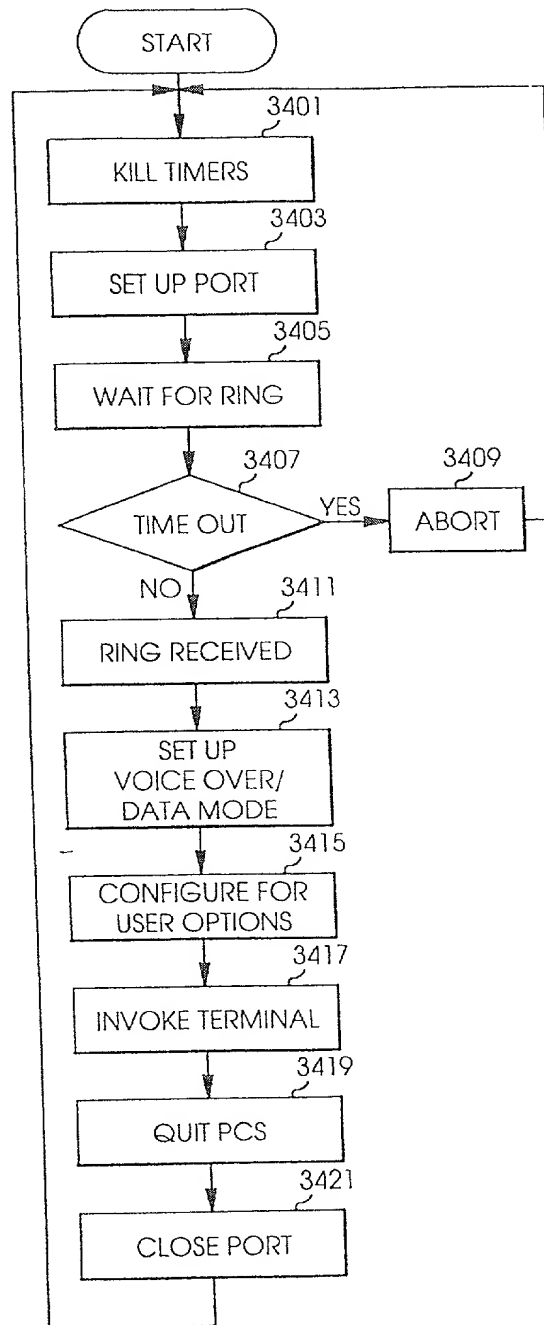 START
3401
KILL TIMERS
3403
SET UP PORT
3405
WAIT FOR RING
3407
TIME OUT
YES
3409
ABORT
NO
3411
RING RECEIVED
3413
SET UP
VOICE OVER/
DATA MODE
3415
CONFIGURE FOR
USER OPTIONS
3417
INVOKE TERMINAL
3419
QUIT PCS
3421
CLOSE PORT